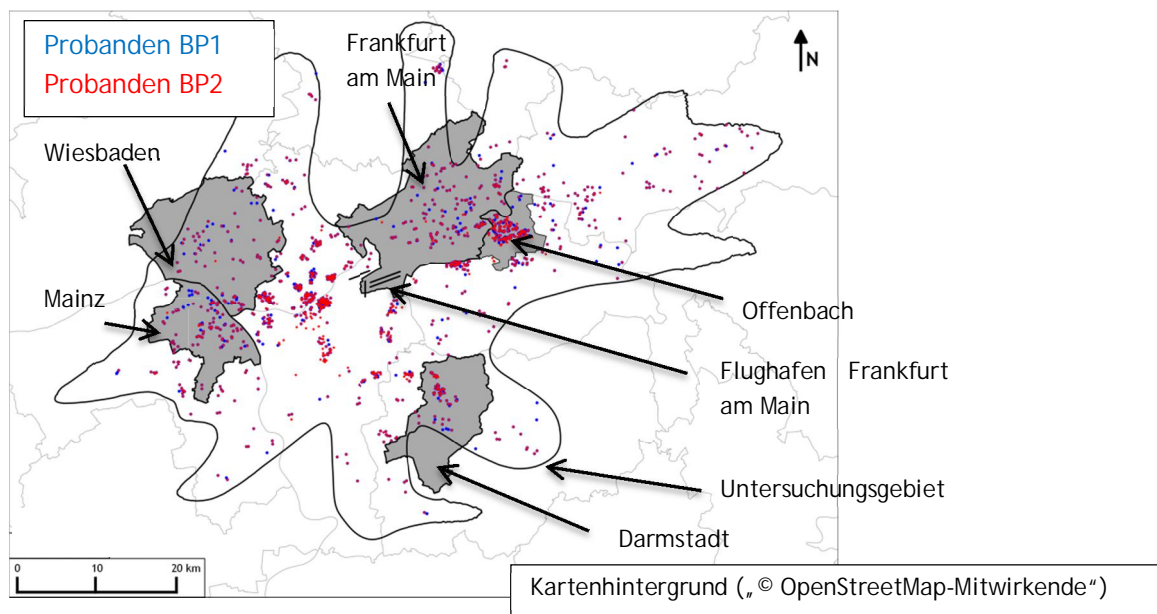 Probanden BP1
Probanden BP2
Frankfurt
am Main
N
Wiesbaden
Mainz
Offenbach
Flughafen Frankfurt
am Main
Untersuchungsgebiet
Darmstadt
0 10 20 km
Kartenhintergrund („© OpenStreetMap-Mitwirkende“)